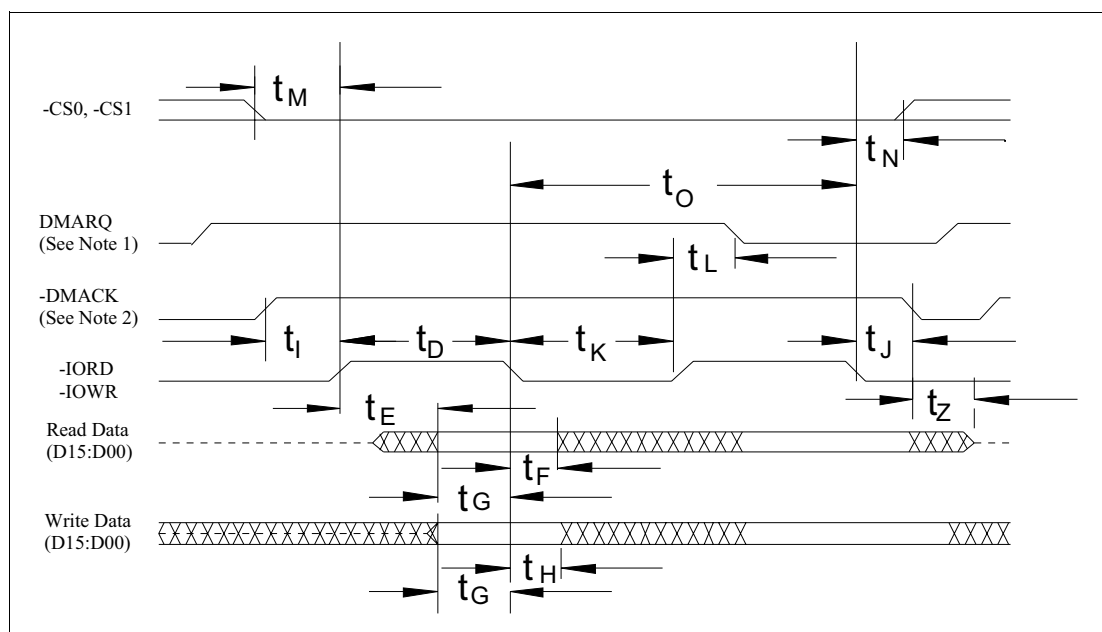 tM
-CS0, -CS1
tN
tO
DMARQ
(See Note 1)
tL
-DMACK
(See Note 2)
tI
tD
tK
tJ
-IORD
-IOWR
tE
tZ
Read Data
(D15:D00)
tF
tG
Write Data
(D15:D00)
tH
tG